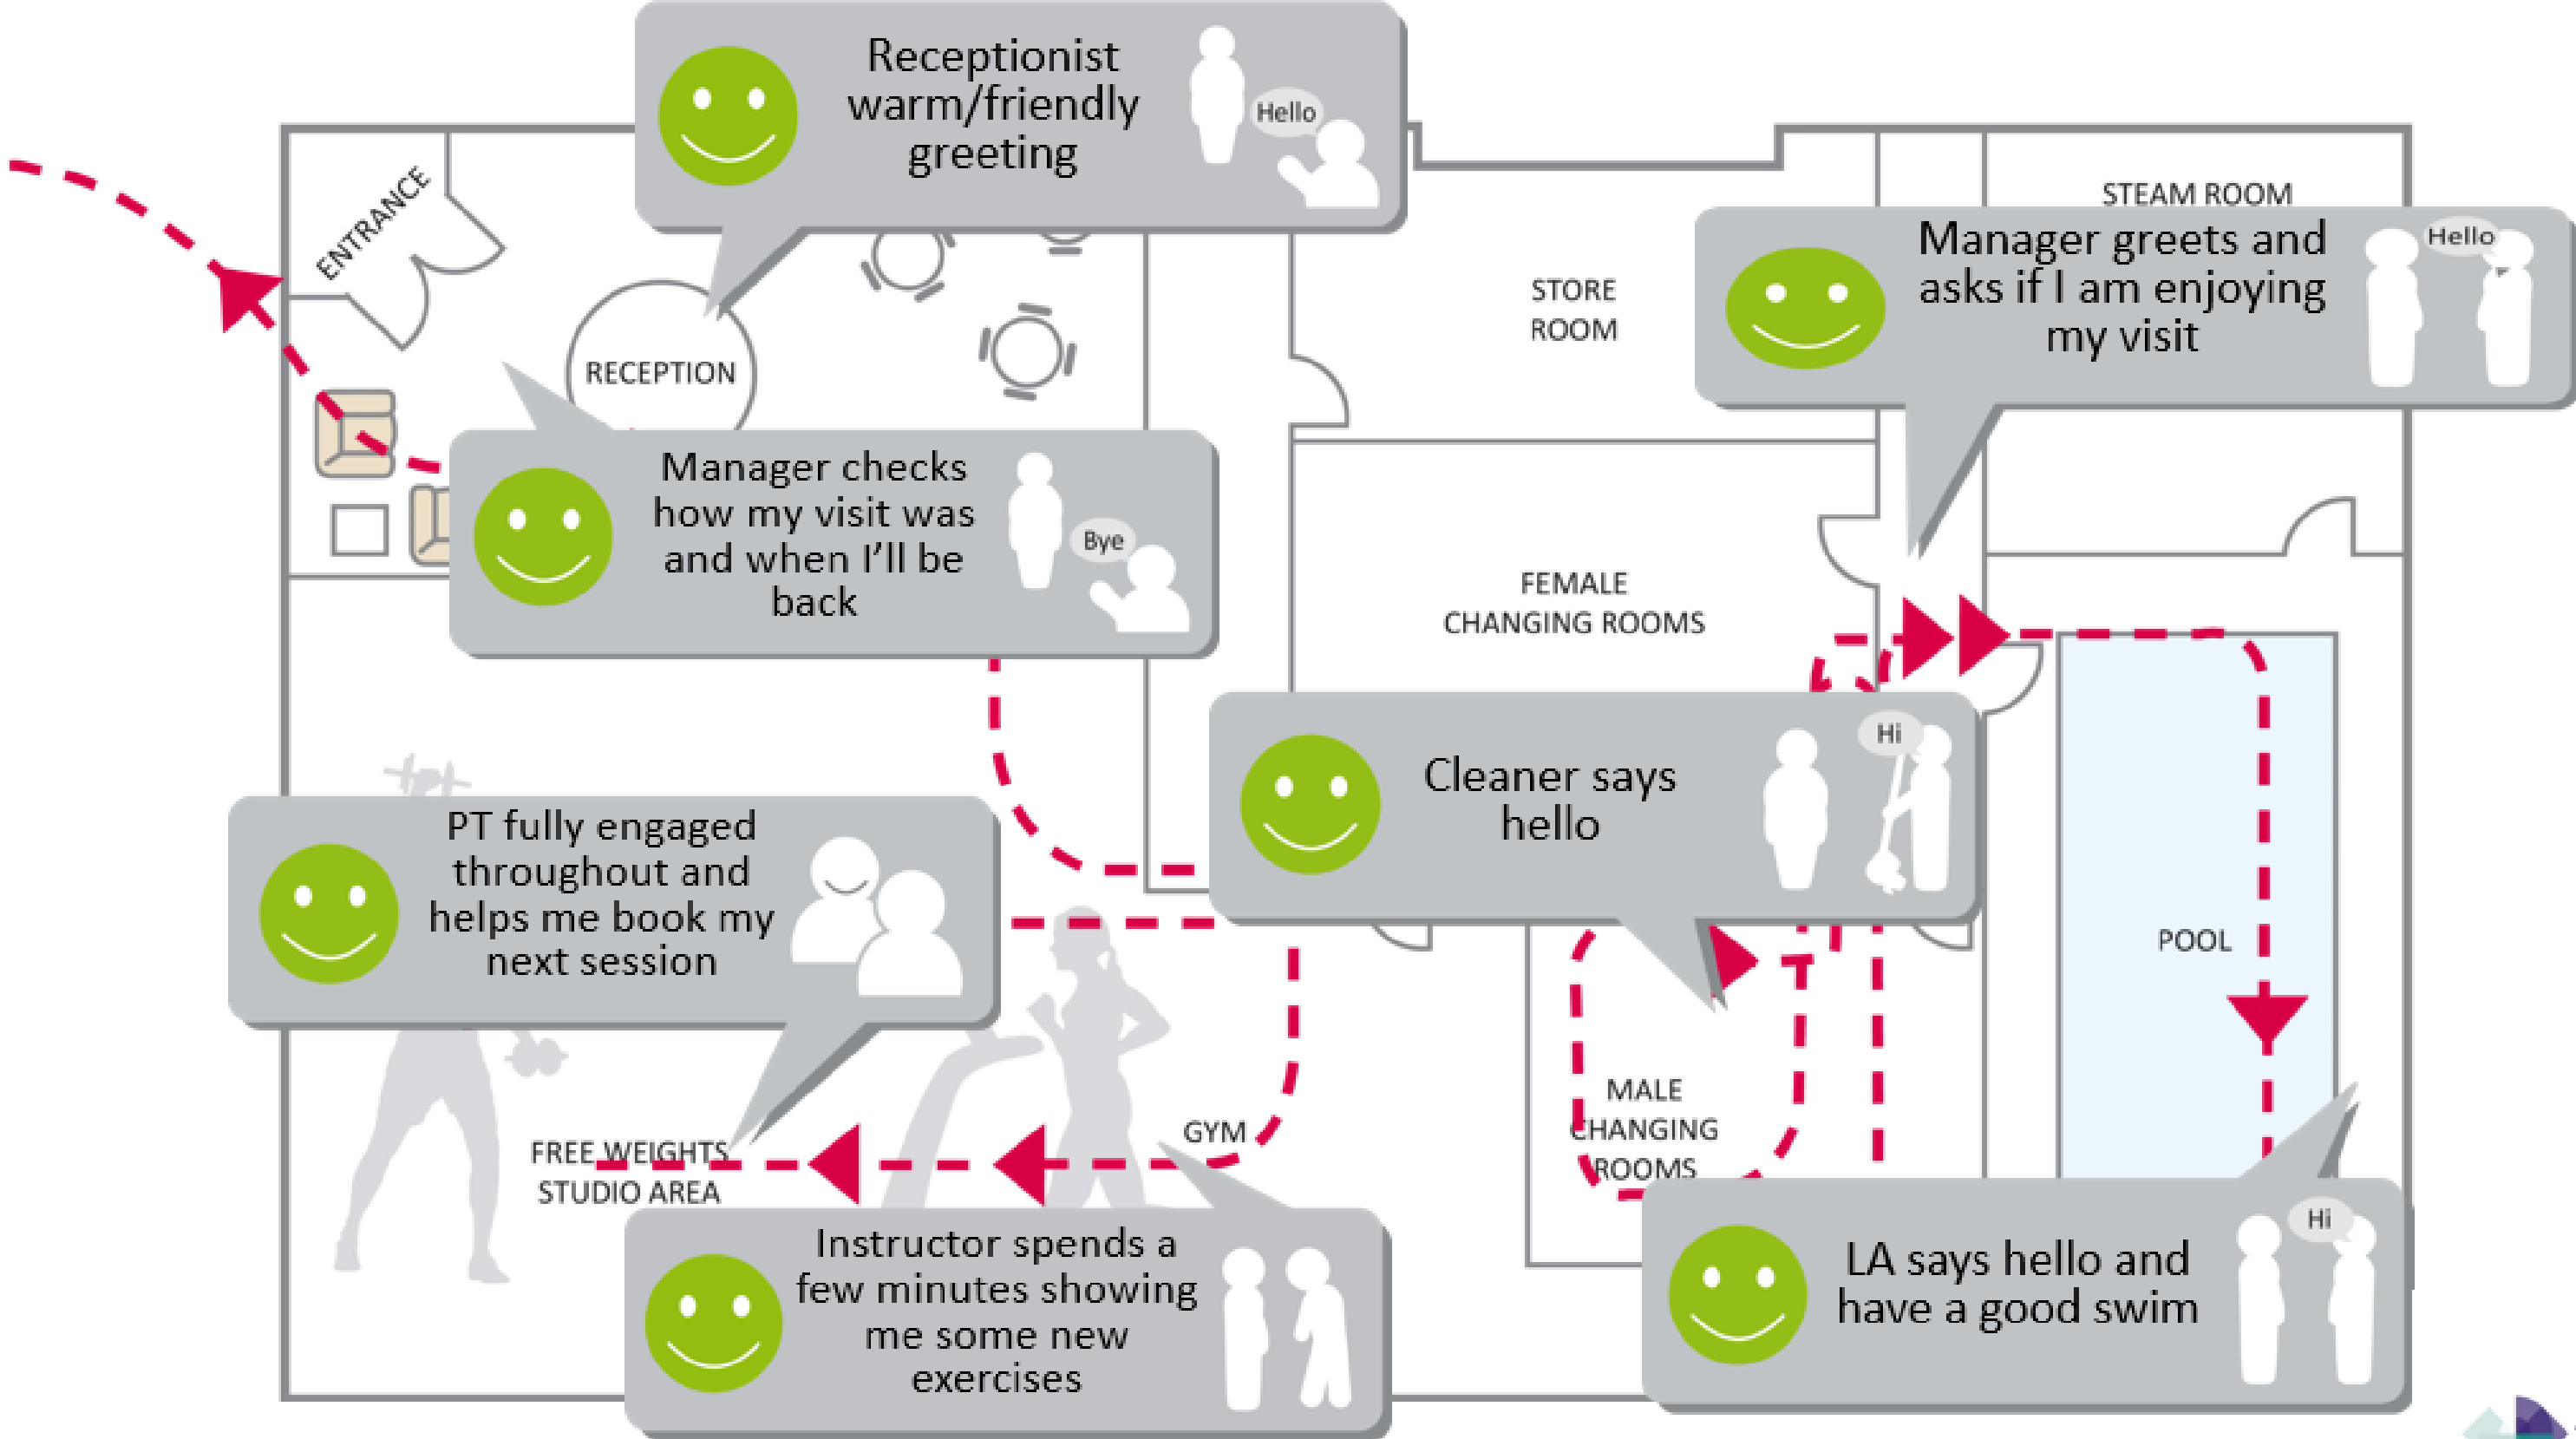 Receptionist
warm/friendly
greeting
Hello
ENTRANCE
STEAM ROOM
Manager greets and
asks if I am enjoying
my visit
Hello
STORE
ROOM
RECEPTION
Manager checks
how my visit was
and when I’ll be
back
Bye
FEMALE
CHANGING ROOMS
Cleaner says
hello
Hi
PT fully engaged
throughout and
helps me book my
next session
POOL
MALE
CHANGING
ROOMS
GYM
FREE WEIGHTS
STUDIO AREA
Instructor spends a
few minutes showing
me some new
exercises
LA says hello and
have a good swim
Hi